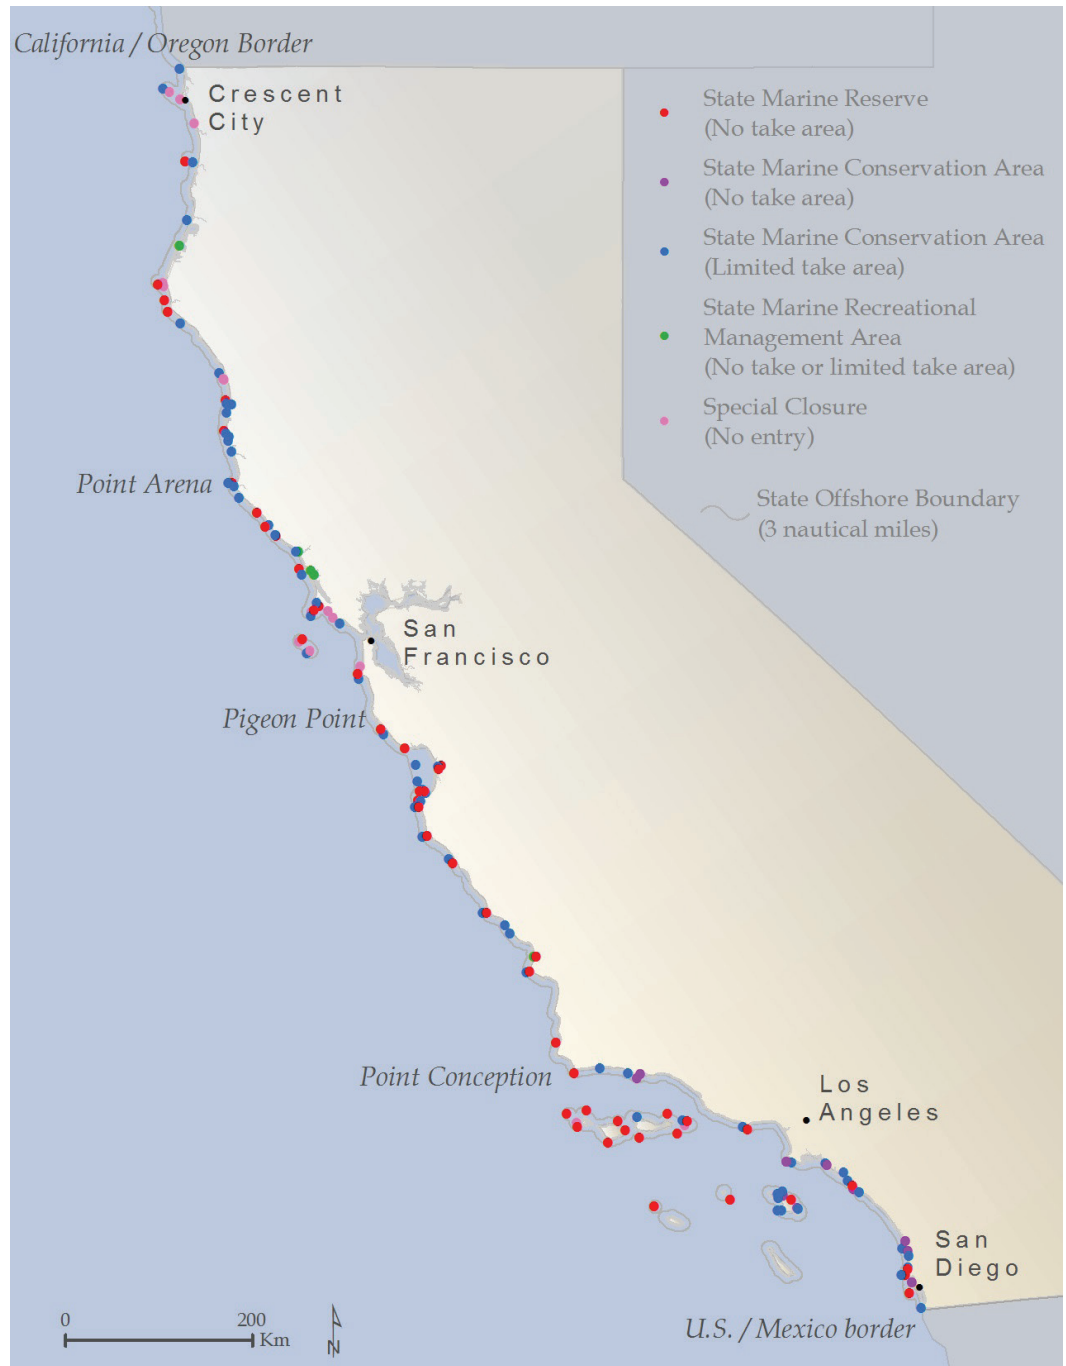 California / Oregon Border
Crescent
City
State Marine Reserve
(No take area)
State Marine Conservation Area
(No take area)
State Marine Conservation Area
(Limited take area)
State Marine Recreational
Management Area
(No take or limited take area)
Special Closure
(No entry)
State Offshore Boundary
(3 nautical miles)
Point Arena
San
Francisco
Pigeon Point
Point Conception
Los
Angeles
San
Diego
U.S. / Mexico border
0 200
Km
N